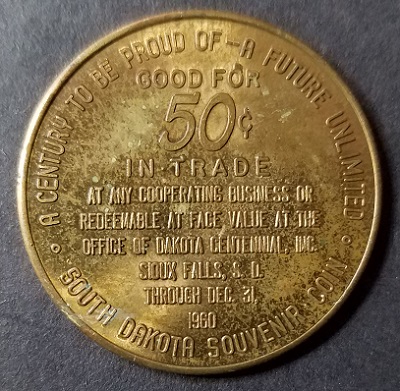 A CENTURY TO BE PROUD OF — A FUTURE UNLIMITED
GOOD FOR
50¢
IN TRADE
AT ANY COOPERATING BUSINESS OR
REDEEMABLE AT FACE VALUE AT THE
OFFICE OF DAKOTA CENTENNIAL, INC.
SIOUX FALLS, S. D.
THROUGH DEC. 31,
1960
SOUTH DAKOTA SOUVENIR COIN